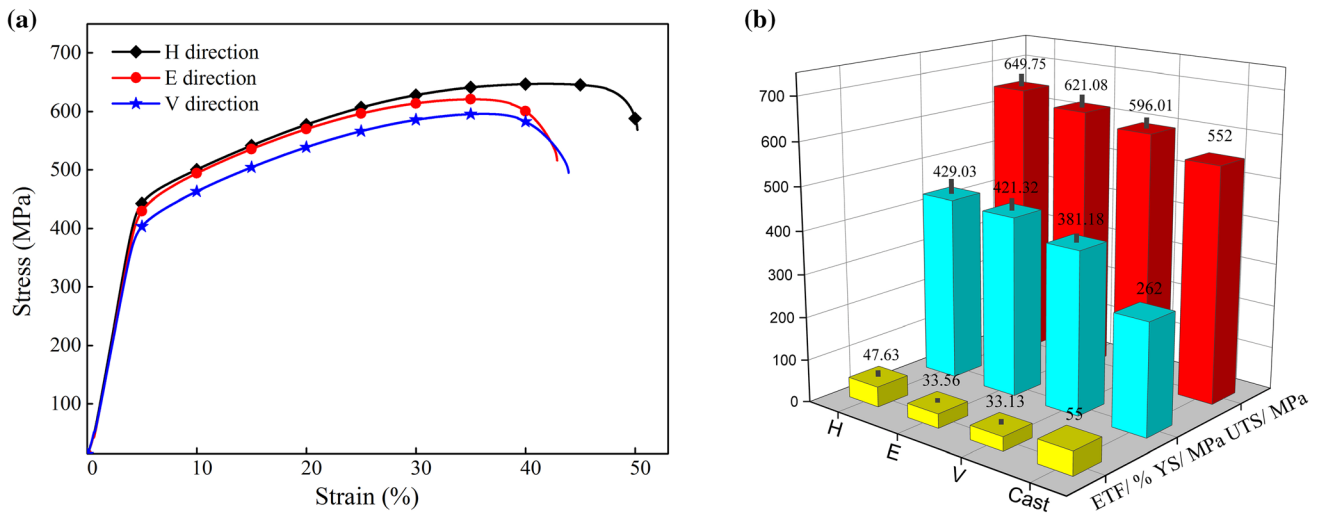 (a)
700
600
500
400
300
200
100
0 10 20 30 40 50
Stress (MPa)
Strain (%)
H direction
E direction
V direction
(b)
700
600
500
400
300
200
100
0
649.75
621.08
596.01
552
429.03
421.32
381.18
262
47.63
33.56
33.13
55
H
E
V
Cast
ETF/ % YS/ MPa UTS/ MPa